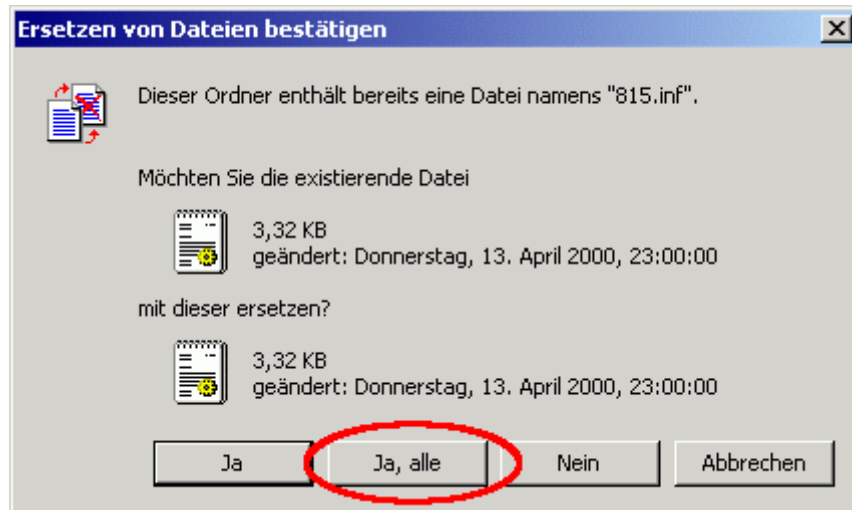 Ersetzen von Dateien bestätigen
Dieser Ordner enthält bereits eine Datei namens "815.inf".
Möchten Sie die existierende Datei
3,32 KB
geändert: Donnerstag, 13. April 2000, 23:00:00
mit dieser ersetzen?
3,32 KB
geändert: Donnerstag, 13. April 2000, 23:00:00
Ja Ja, alle Nein Abbrechen